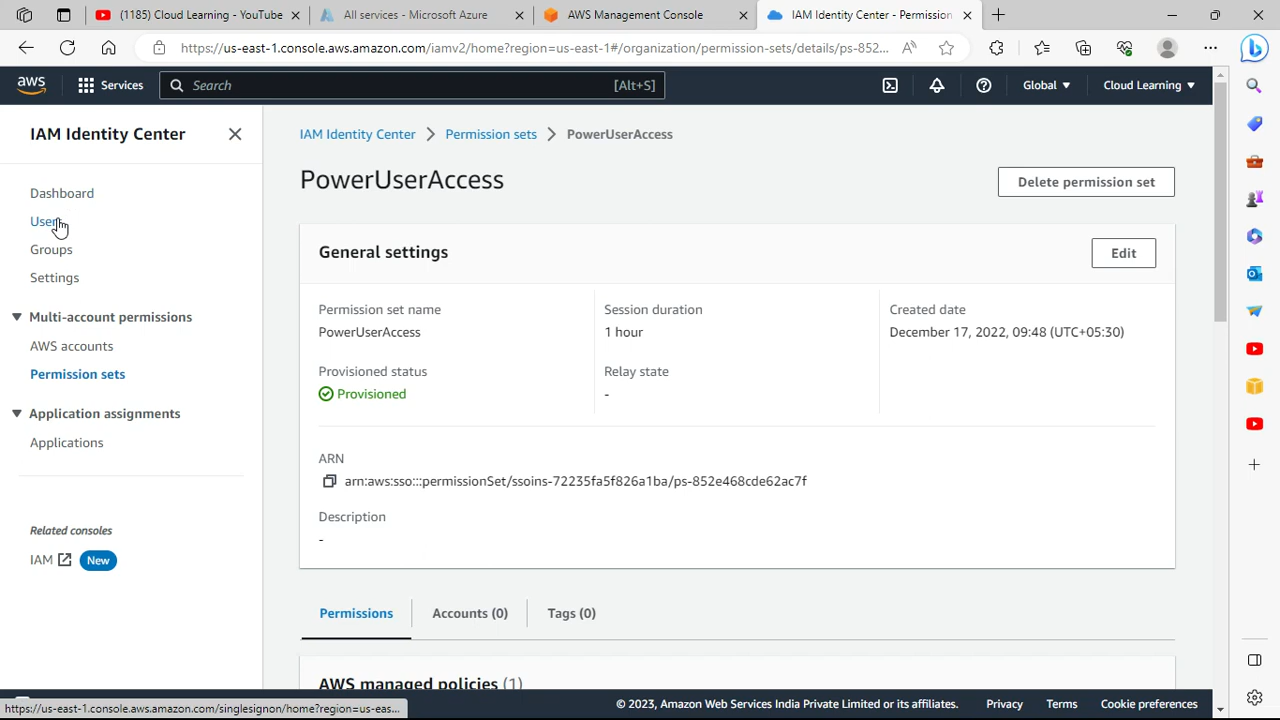 (1185) Cloud Learning - YouTube
All services - Microsoft Azure
AWS Management Console
IAM Identity Center - Permission
https://us-east-1.console.aws.amazon.com/iamv2/home?region=us-east-1#/organization/permission-sets/details/ps-852...
aws
Services
Search
[Alt+S]
Global
Cloud Learning
IAM Identity Center
IAM Identity Center
Permission sets
PowerUserAccess
PowerUserAccess
Delete permission set
Dashboard
Users
Groups
Settings
Multi-account permissions
AWS accounts
Permission sets
Application assignments
Applications
Related consoles
IAM
New
General settings
Edit
Permission set name
PowerUserAccess
Session duration
1 hour
Created date
December 17, 2022, 09:48 (UTC+05:30)
Provisioned status
Provisioned
Relay state
-
ARN
arn:aws:sso:::permissionSet/ssoins-72235fa5f826a1ba/ps-852e468cde62ac7f
Description
-
Permissions
Accounts (0)
Tags (0)
AWS managed policies (1)
https://us-east-1.console.aws.amazon.com/singlesignon/home?region=us-eas...
© 2023, Amazon Web Services India Private Limited or its affiliates.
Privacy
Terms
Cookie preferences